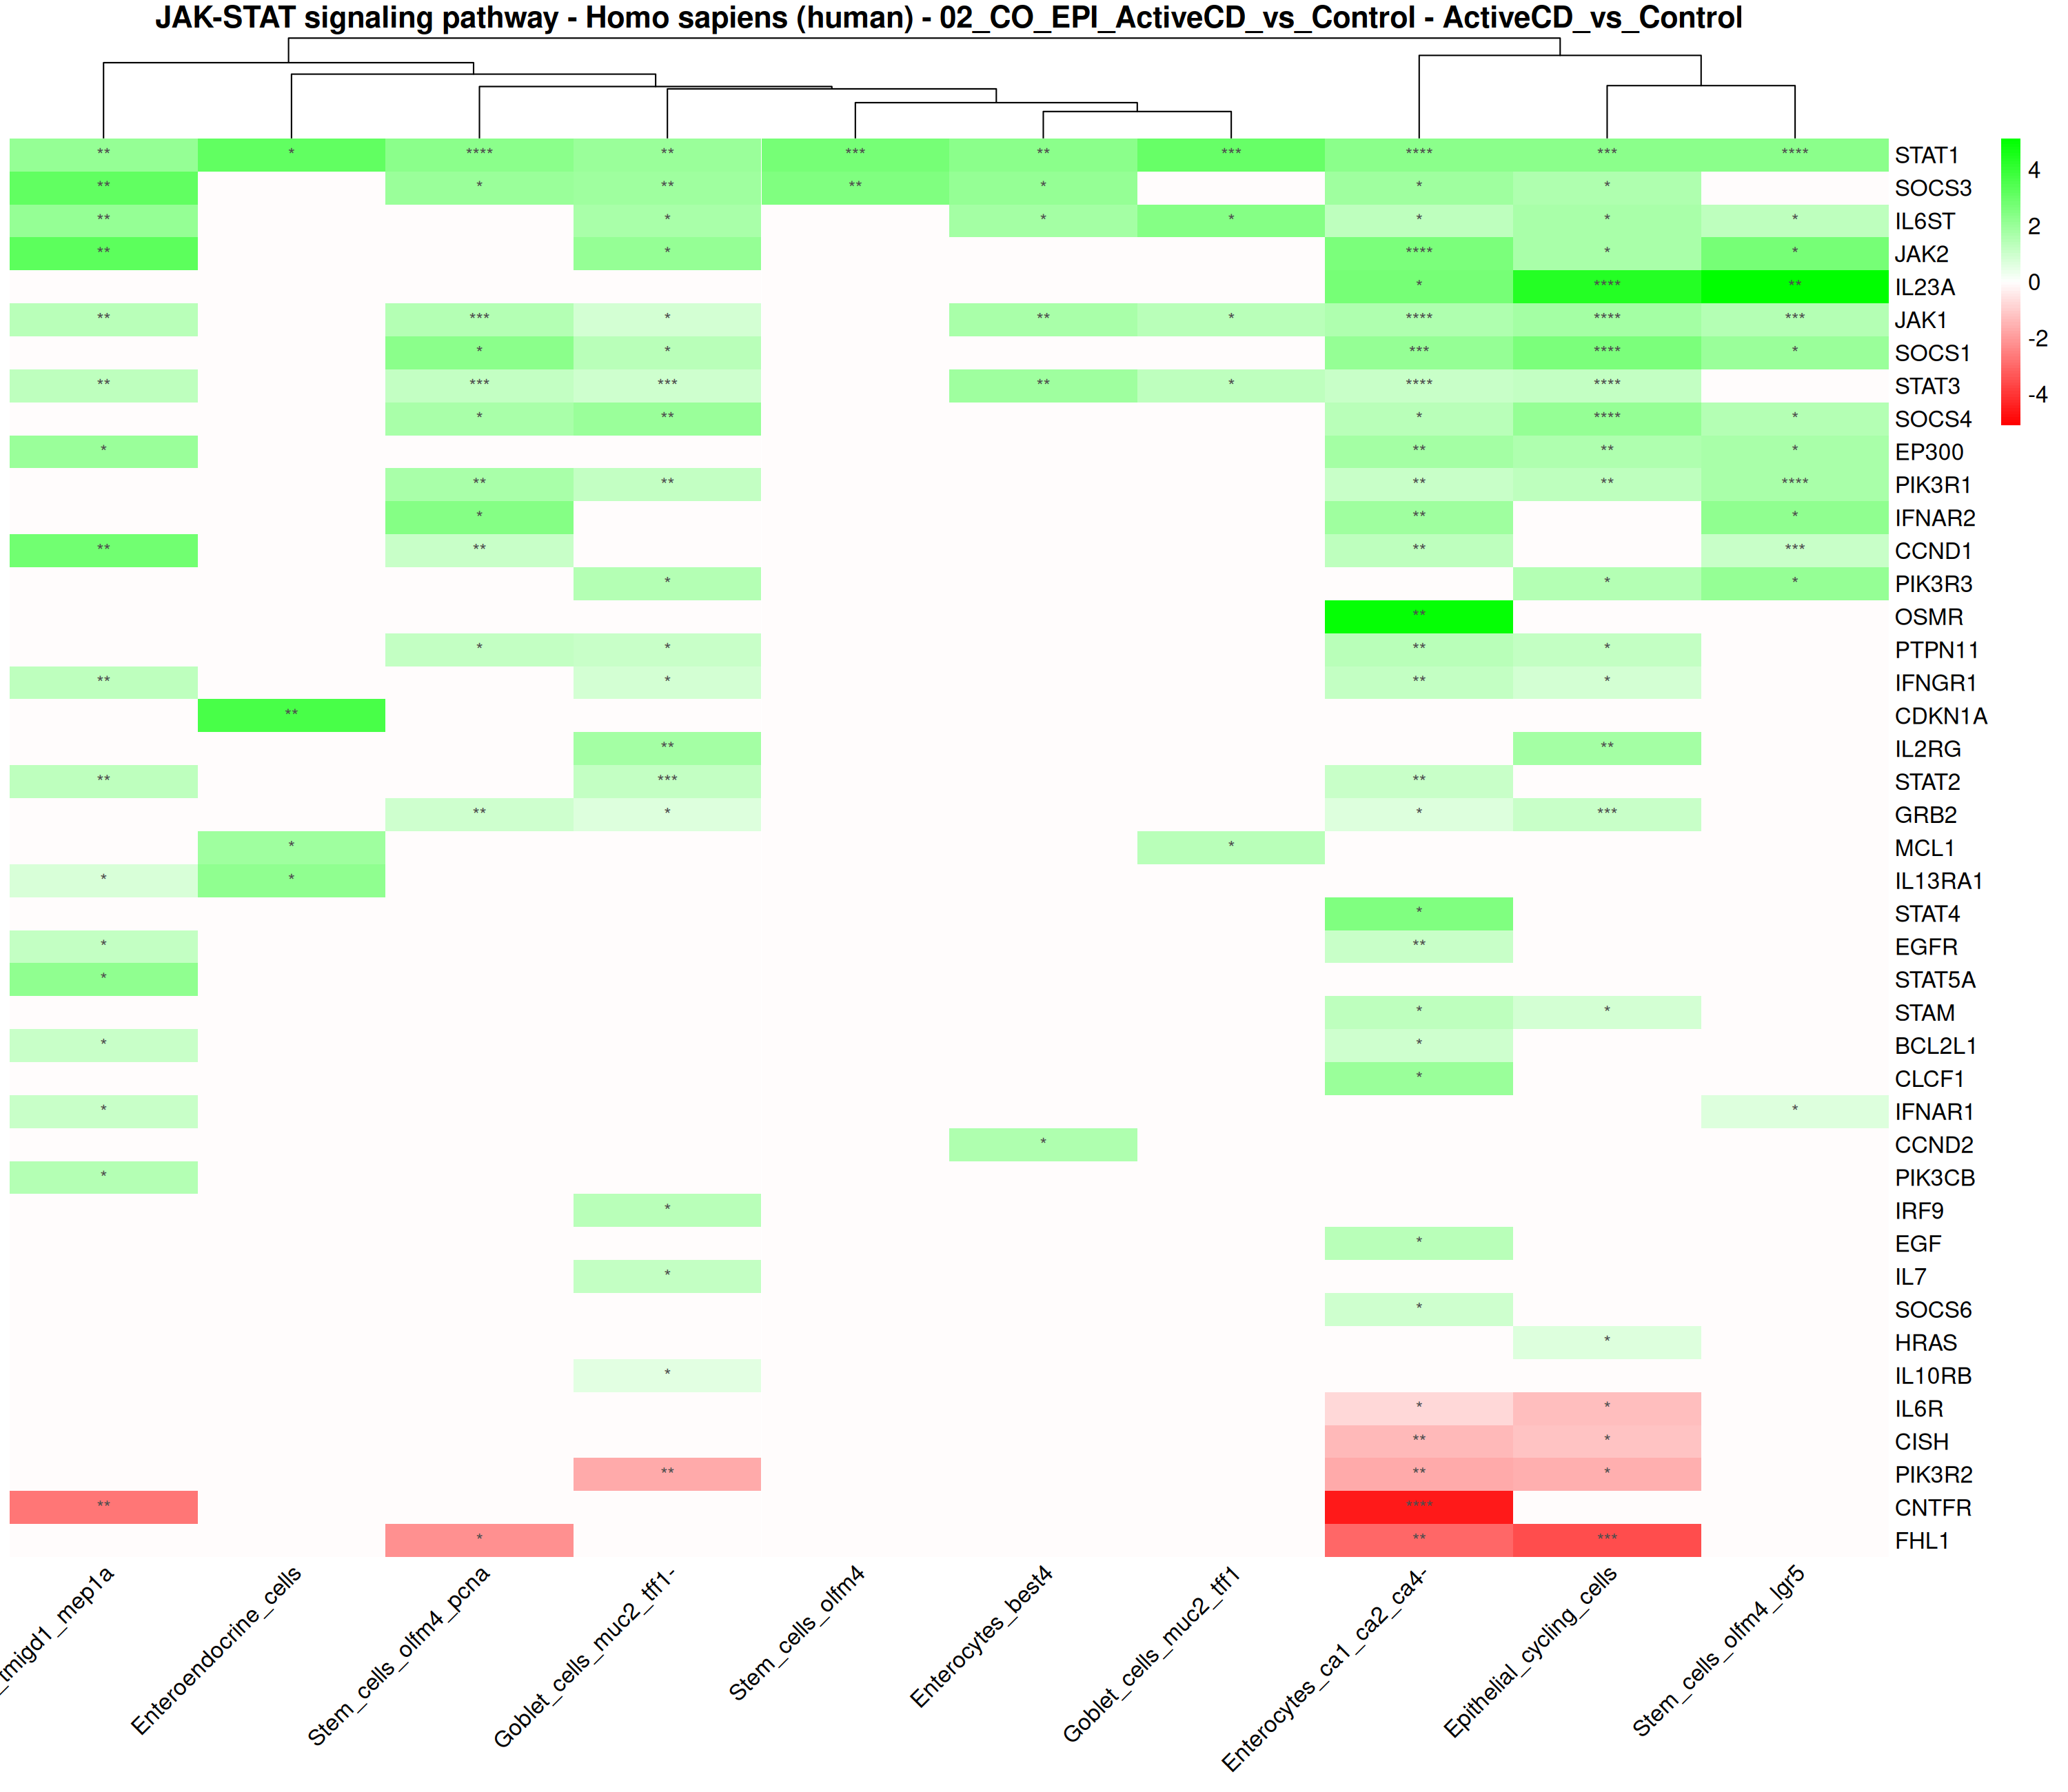 JAK-STAT signaling pathway - Homo sapiens (human) - 02_CO_EPI_ActiveCD_vs_Control - ActiveCD_vs_Control
** * **** ** *** ** *** **** *** **** STAT1
** * ** ** * * * SOCS3
** * * * * * * IL6ST
** * **** * * JAK2
* **** ** IL23A
** *** * ** * **** **** *** JAK1
* * *** **** * SOCS1
** *** *** ** * **** **** STAT3
* ** * **** * SOCS4
* ** ** * EP300
** ** ** ** **** PIK3R1
* ** * IFNAR2
** ** ** *** CCND1
* * * PIK3R3
** OSMR
* * ** * PTPN11
** * ** * IFNGR1
** CDKN1A
** ** IL2RG
** *** ** STAT2
** * * *** GRB2
* * MCL1
* * IL13RA1
* STAT4
* ** EGFR
* STAT5A
* * STAM
* * BCL2L1
* CLCF1
* * IFNAR1
* CCND2
* PIK3CB
* IRF9
* EGF
* IL7
* SOCS6
* HRAS
* IL10RB
* * IL6R
** * CISH
** ** * PIK3R2
** **** CNTFR
* ** *** FHL1
4
2
0
-2
-4
_tmigd1_mep1a
Enteroendocrine_cells
Stem_cells_olfm4_pcna
Goblet_cells_muc2_tff1-
Stem_cells_olfm4
Enterocytes_best4
Goblet_cells_muc2_tff1
Enterocytes_ca1_ca2_ca4-
Epithelial_cycling_cells
Stem_cells_olfm4_lgr5